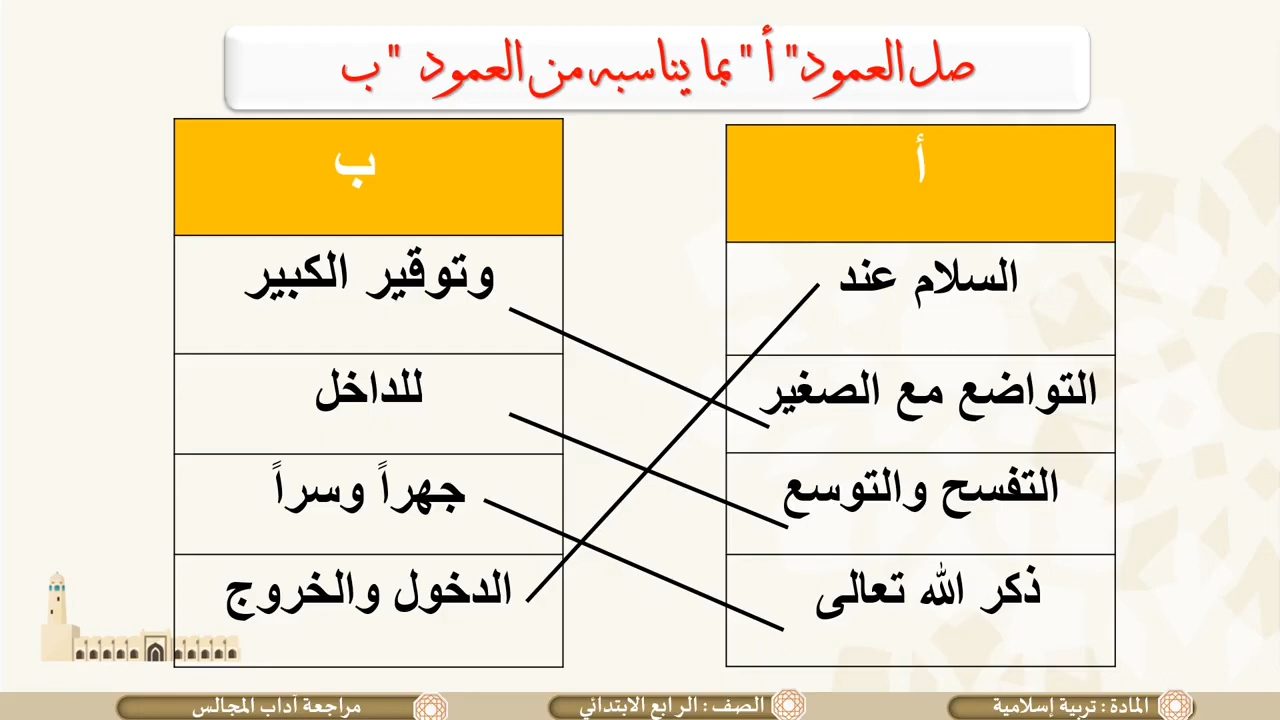 صل العمود" أ " بما يناسبه من العمود " ب
أ
السلام عند
التواضع مع الصغير
التفسح والتوسع
ذكر الله تعالى
ب
وتوقير الكبير
للداخل
جهراً وسراً
الدخول والخروج
المادة : تربية إسلامية
الصف : الرابع الابتدائي
مراجعة آداب المجالس